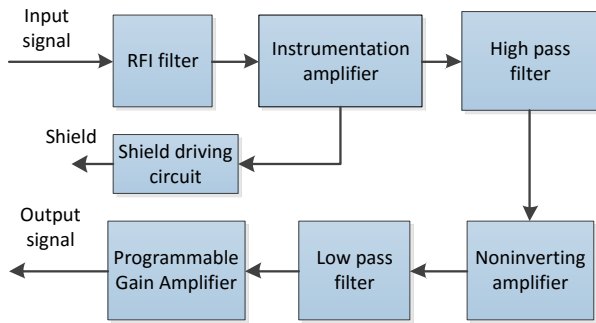 Input
signal
RFI filter
Instrumentation
amplifier
High pass
filter
Shield
Shield driving
circuit
Output
signal
Programmable
Gain Amplifier
Low pass
filter
Noninverting
amplifier